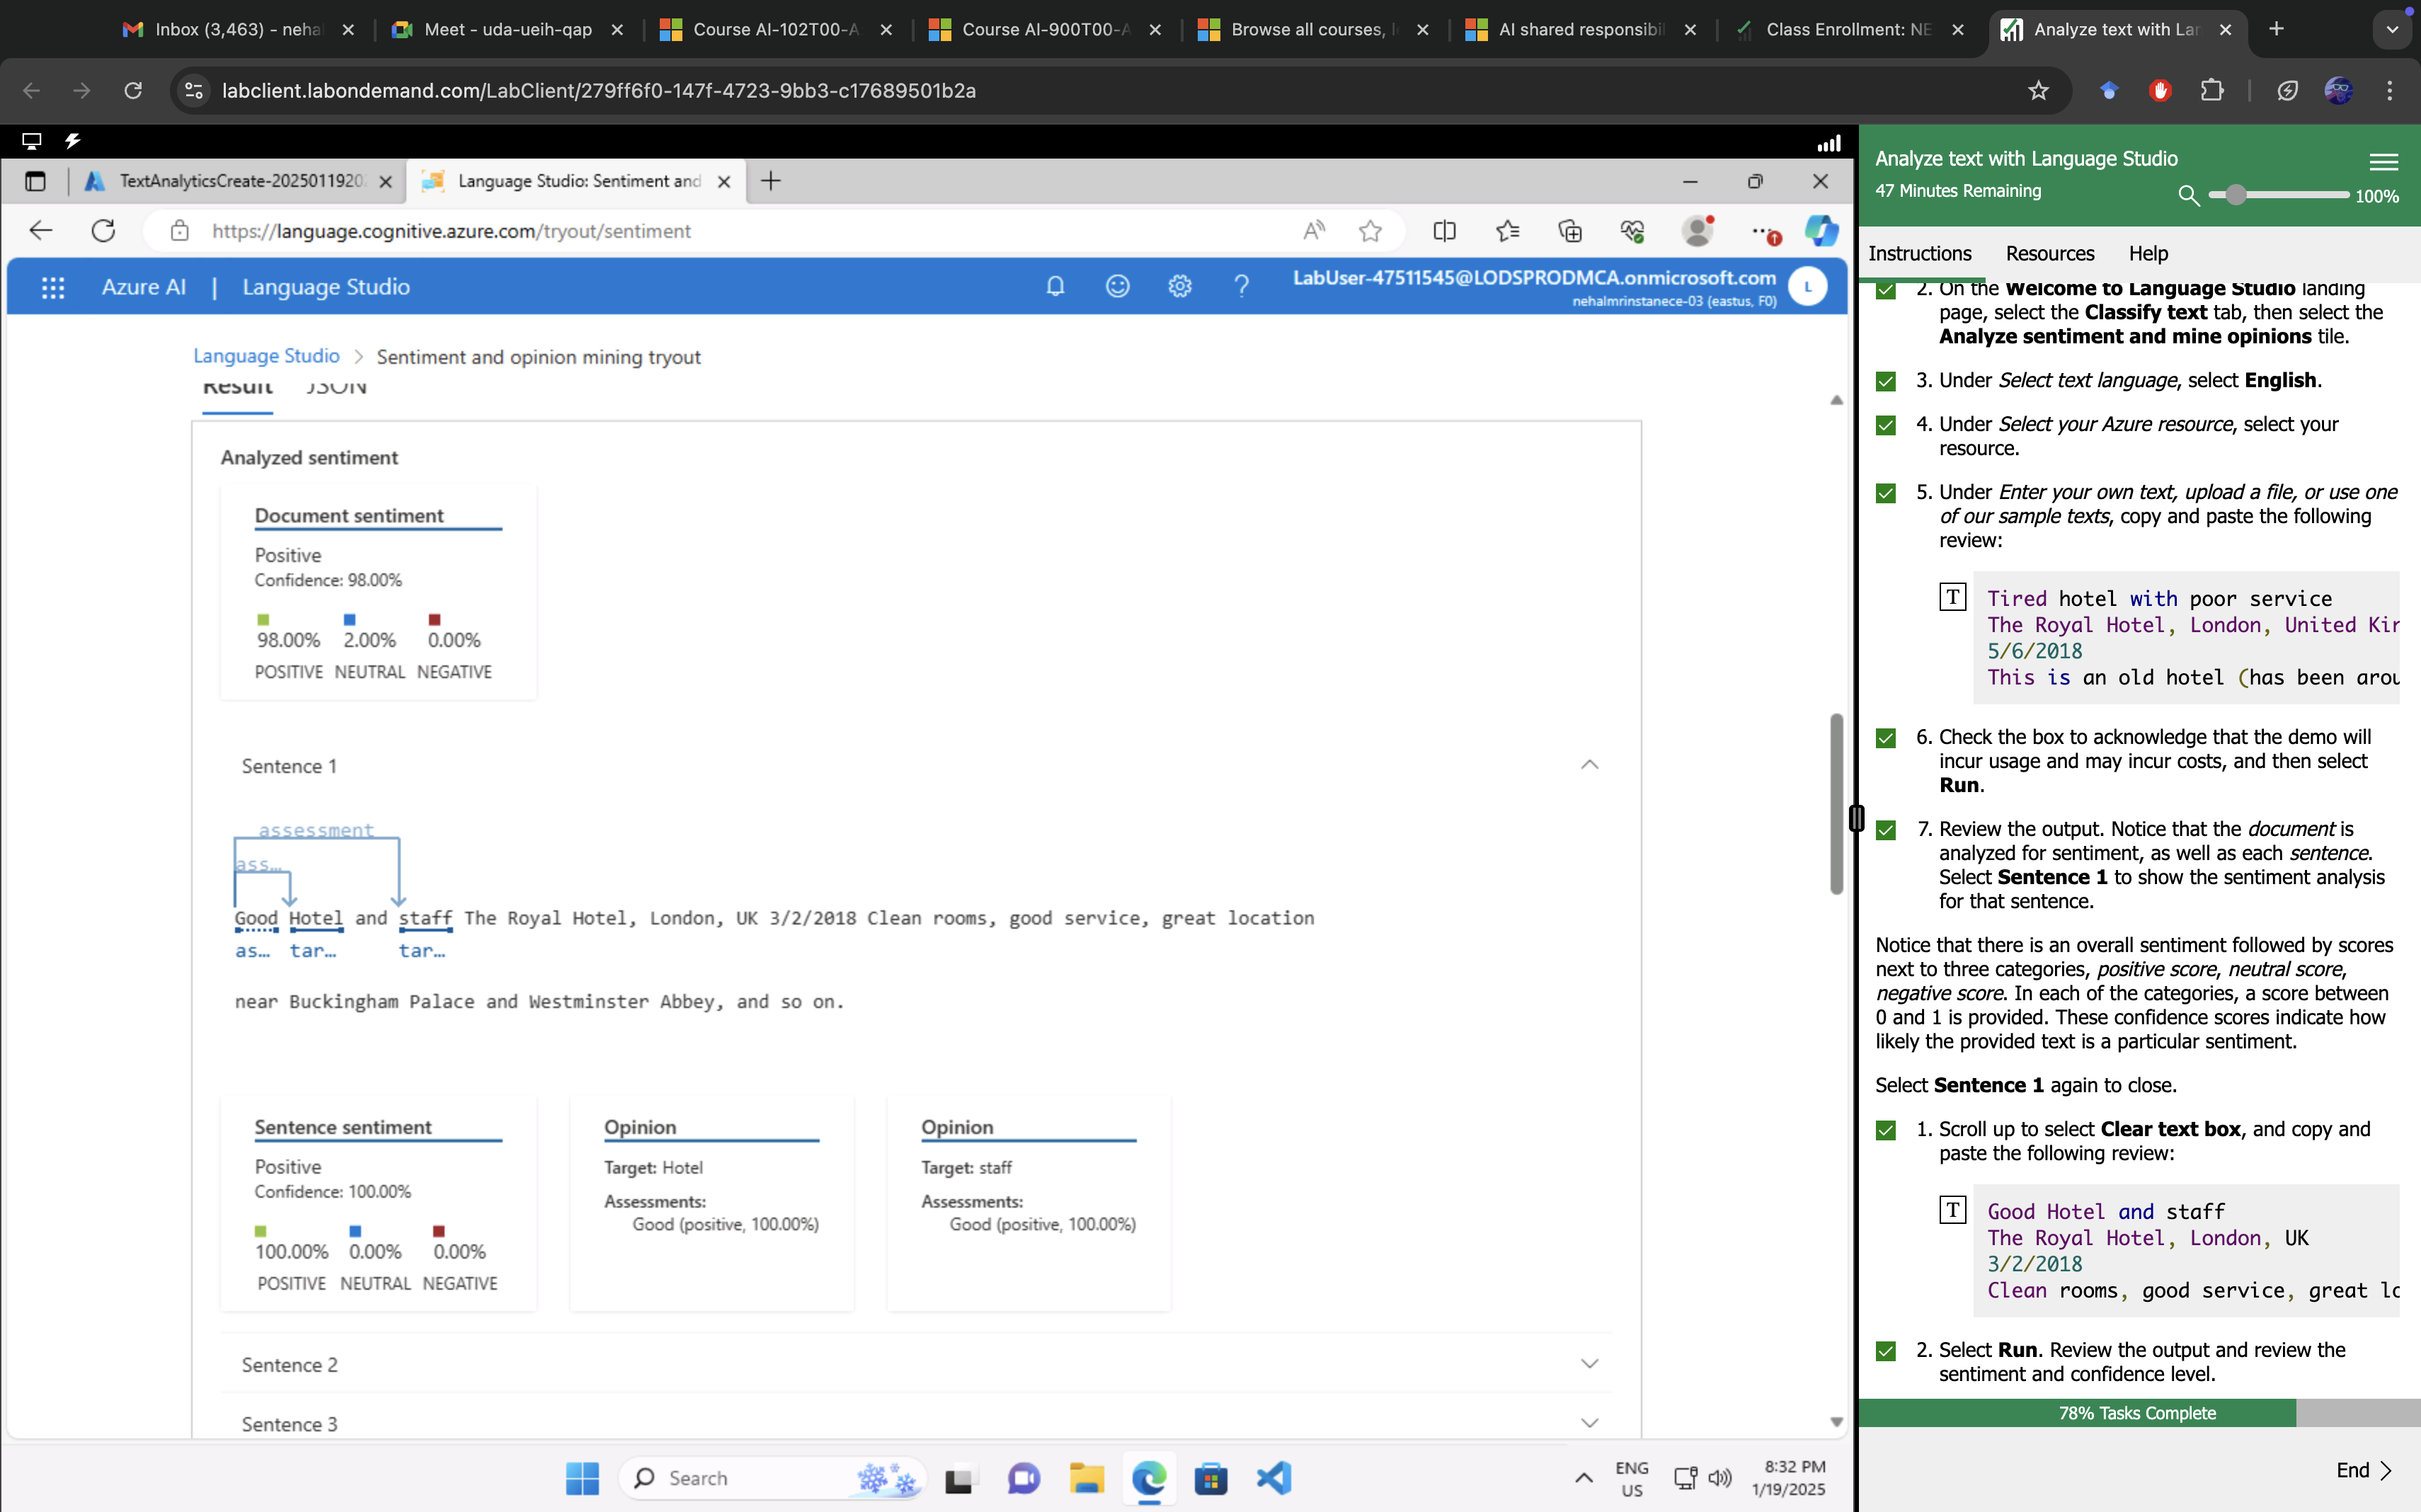 Inbox (3,463) - neha
Meet - uda-ueih-qap
Course AI-102T00-A
Course AI-900T00-A
Browse all courses, l
AI shared responsibil
Class Enrollment: NE
Analyze text with Lan
labclient.labondemand.com/LabClient/279ff6f0-147f-4723-9bb3-c17689501b2a
TextAnalyticsCreate-2025011920
Language Studio: Sentiment and
https://language.cognitive.azure.com/tryout/sentiment
Azure AI | Language Studio
LabUser-47511545@LODSPRODMCA.onmicrosoft.com
nehalmrinstanece-03 (eastus, F0)
L
Language Studio > Sentiment and opinion mining tryout
Result JSON
Analyzed sentiment
Document sentiment
Positive
Confidence: 98.00%
98.00% 2.00% 0.00%
POSITIVE NEUTRAL NEGATIVE
Sentence 1
assessment
ass...
Good Hotel and staff The Royal Hotel, London, UK 3/2/2018 Clean rooms, good service, great location
as... tar... tar...
near Buckingham Palace and Westminster Abbey, and so on.
Sentence sentiment
Positive
Confidence: 100.00%
100.00% 0.00% 0.00%
POSITIVE NEUTRAL NEGATIVE
Opinion
Target: Hotel
Assessments:
Good (positive, 100.00%)
Opinion
Target: staff
Assessments:
Good (positive, 100.00%)
Sentence 2
Sentence 3
Search
ENG
US
8:32 PM
1/19/2025
Analyze text with Language Studio
47 Minutes Remaining
100%
Instructions Resources Help
2. On the Welcome to Language Studio landing
page, select the Classify text tab, then select the
Analyze sentiment and mine opinions tile.
3. Under Select text language, select English.
4. Under Select your Azure resource, select your
resource.
5. Under Enter your own text, upload a file, or use one
of our sample texts, copy and paste the following
review:
T
Tired hotel with poor service
The Royal Hotel, London, United Kin
5/6/2018
This is an old hotel (has been arou
6. Check the box to acknowledge that the demo will
incur usage and may incur costs, and then select
Run.
7. Review the output. Notice that the document is
analyzed for sentiment, as well as each sentence.
Select Sentence 1 to show the sentiment analysis
for that sentence.
Notice that there is an overall sentiment followed by scores
next to three categories, positive score, neutral score,
negative score. In each of the categories, a score between
0 and 1 is provided. These confidence scores indicate how
likely the provided text is a particular sentiment.
Select Sentence 1 again to close.
1. Scroll up to select Clear text box, and copy and
paste the following review:
T
Good Hotel and staff
The Royal Hotel, London, UK
3/2/2018
Clean rooms, good service, great lo
2. Select Run. Review the output and review the
sentiment and confidence level.
78% Tasks Complete
End